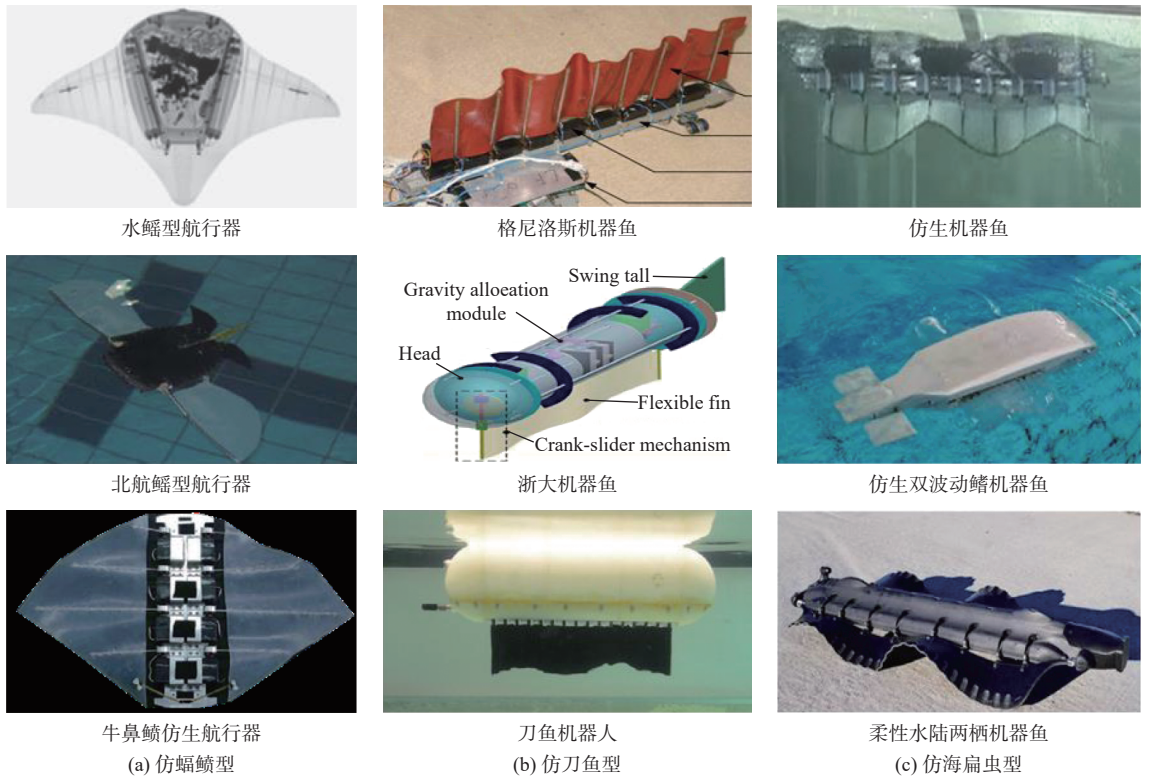 水鳐型航行器
格尼洛斯机器鱼
仿生机器鱼
Swing tall
Gravity alloeation
module
Head
Flexible fin
Crank-slider mechanism
北航鳐型航行器
浙大机器鱼
仿生双波动鳍机器鱼
牛鼻鲼仿生航行器
刀鱼机器人
柔性水陆两栖机器鱼
(a) 仿蝠鲼型
(b) 仿刀鱼型
(c) 仿海扁虫型